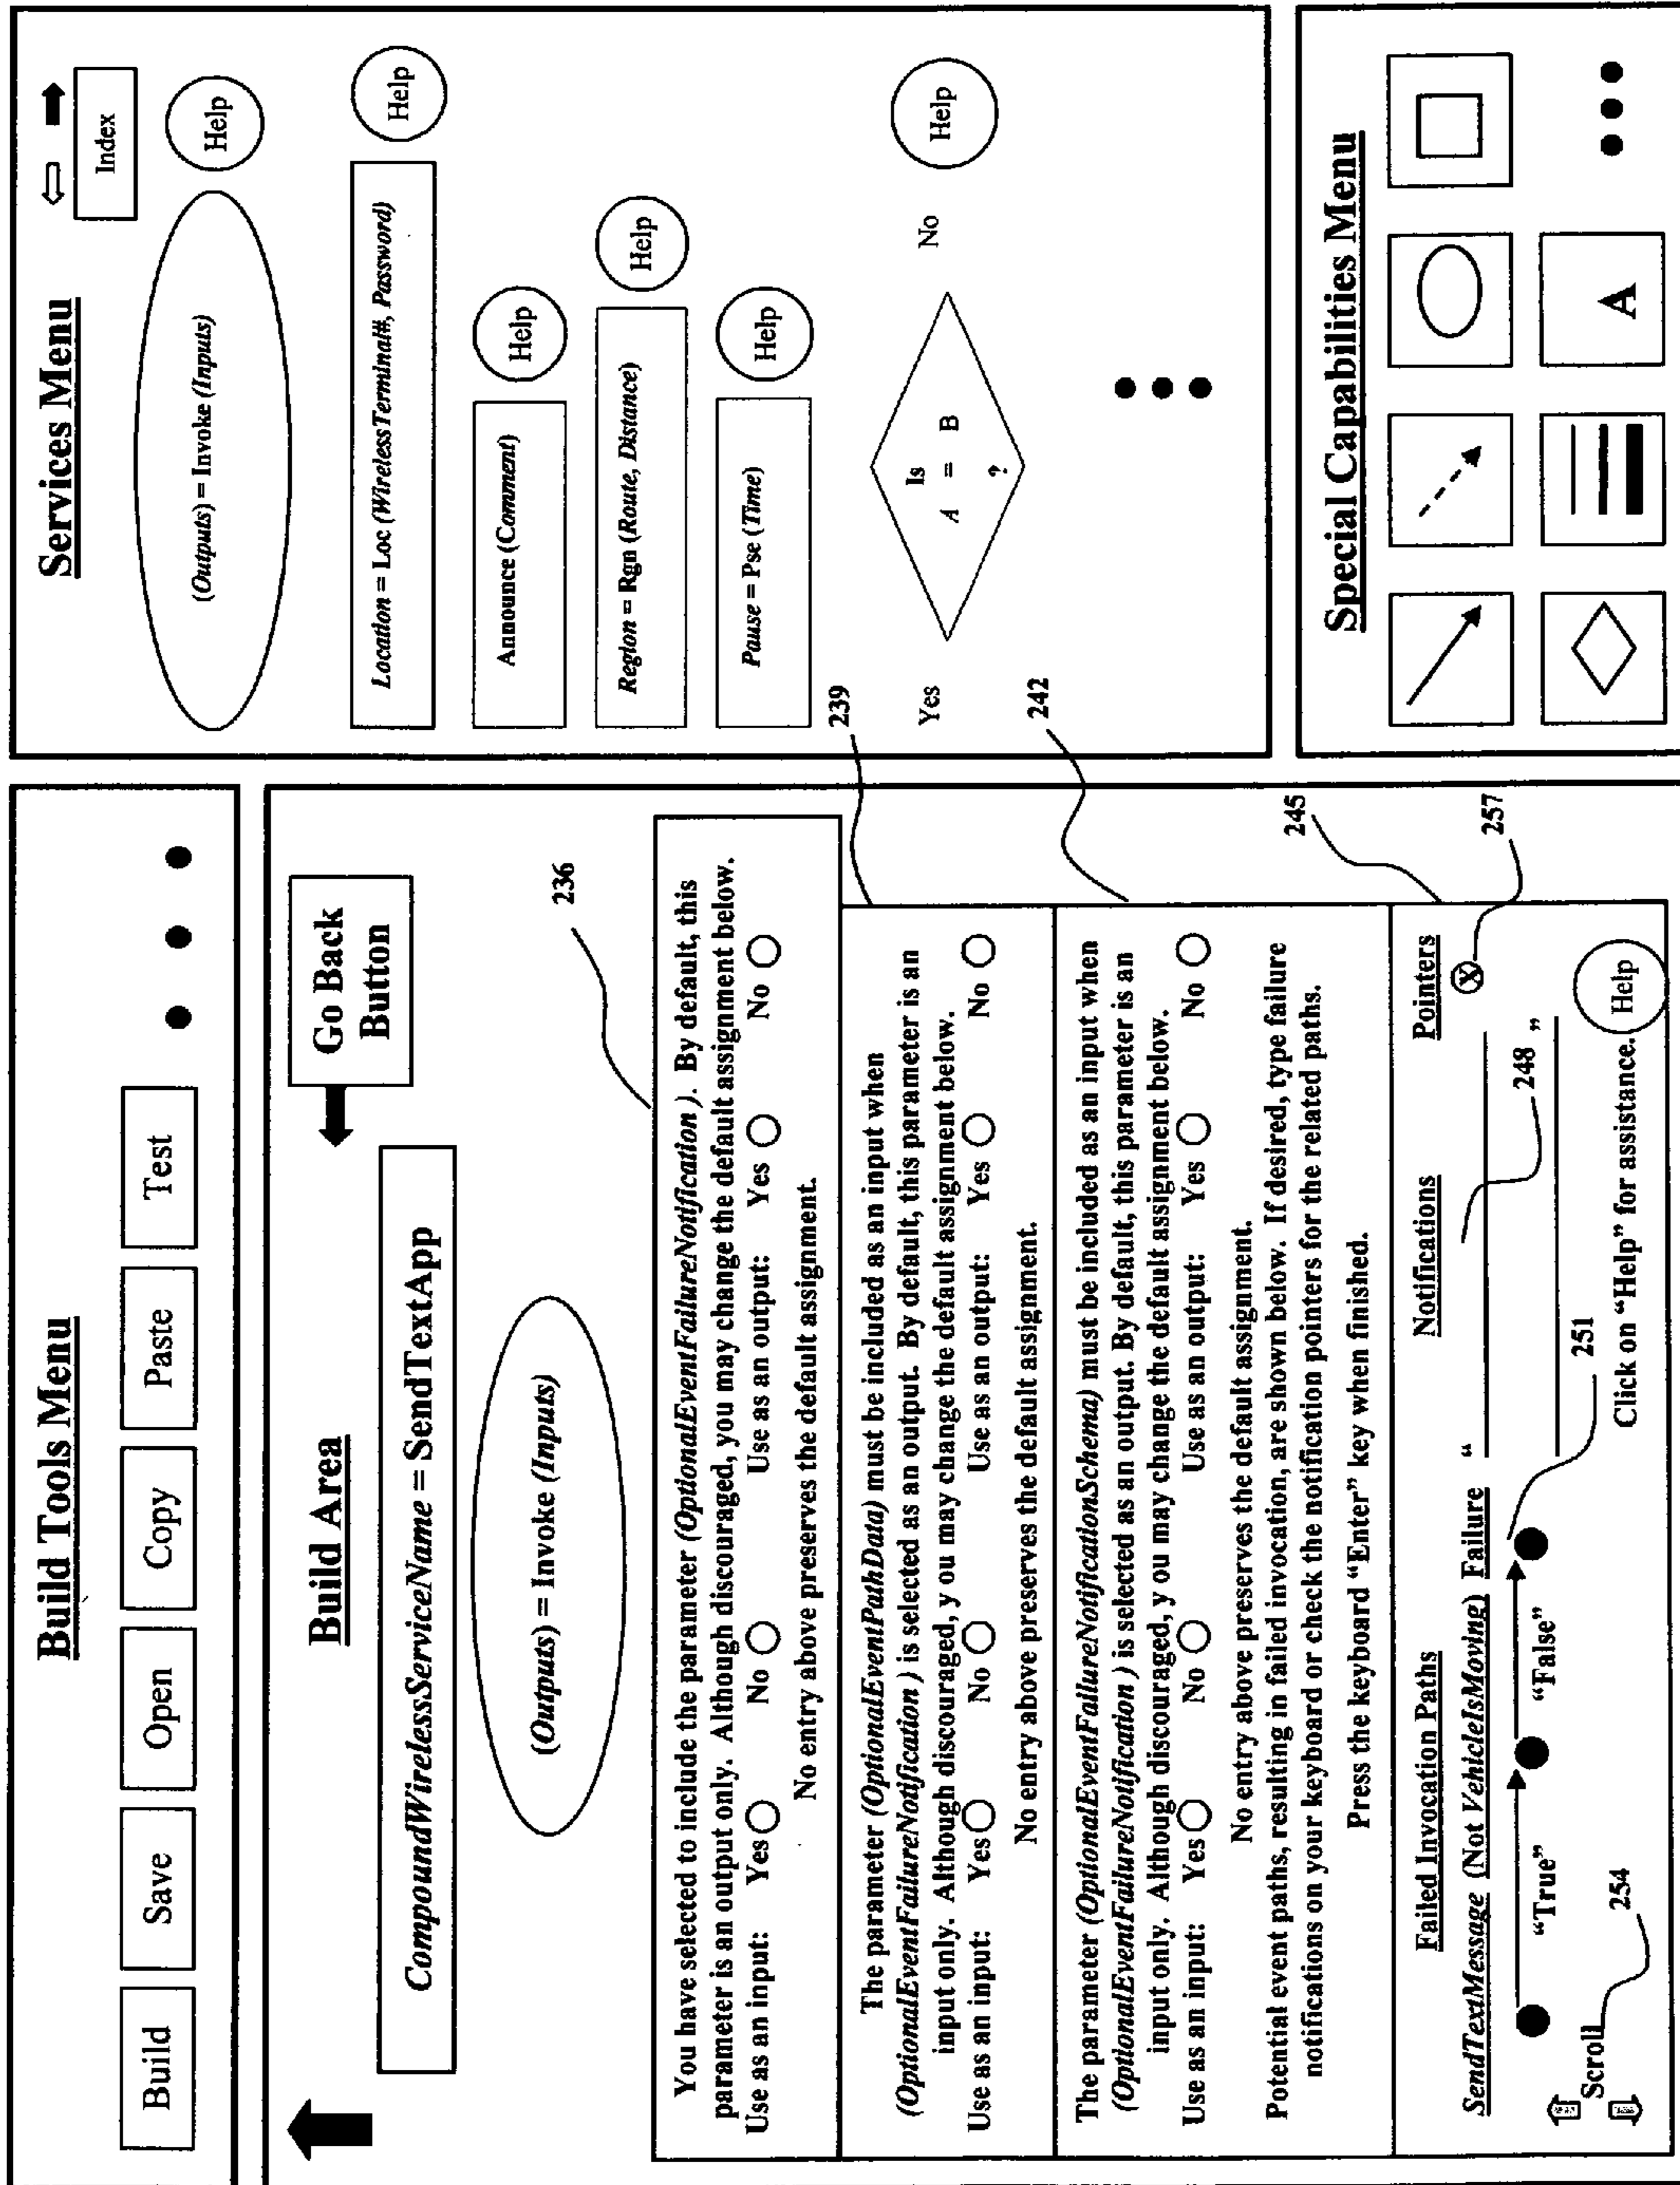 Build Tools Menu
Build
Save
Open
Copy
Paste
Test
Build Area
Go Back
Button
CompoundWirelessServiceName = SendTextApp
(Outputs) = Invoke (Inputs)
236
You have selected to include the parameter (OptionalEventFailureNotification ). By default, this
parameter is an output only. Although discouraged, you may change the default assignment below.
Use as an input: Yes No Use as an output: Yes No
No entry above preserves the default assignment.
239
The parameter (OptionalEventPathData) must be included as an input when
(OptionalEventFailureNotification ) is selected as an output. By default, this parameter is an
input only. Although discouraged, y ou may change the default assignment below.
Use as an input: Yes No Use as an output: Yes No
No entry above preserves the default assignment.
242
The parameter (OptionalEventFailureNotificationSchema) must be included as an input when
(OptionalEventFailureNotification ) is selected as an output. By default, this parameter is an
input only. Although discouraged, y ou may change the default assignment below.
Use as an input: Yes No Use as an output: Yes No
No entry above preserves the default assignment.
Potential event paths, resulting in failed invocation, are shown below. If desired, type failure
notifications on your keyboard or check the notification pointers for the related paths.
Press the keyboard “Enter” key when finished.
245
Failed Invocation Paths
Notifications
Pointers
SendTextMessage (Not VehicleIsMoving) Failure “ ”
X
257
248
“True”
“False”
251
Scroll
254
Click on “Help” for assistance.
Help
Services Menu
Index
(Outputs) = Invoke (Inputs)
Help
Location = Loc (WirelessTerminal#, Password)
Help
Announce (Comment)
Help
Region = Rgn (Route, Distance)
Help
Pause = Pse (Time)
Help
Yes
Is
A = B
?
No
Help
Special Capabilities Menu
A